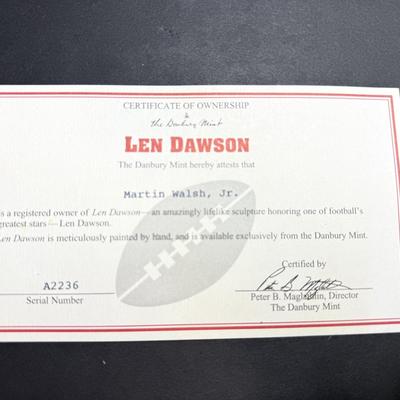 CERTIFICATE OF OWNERSHIP
the Danbury Mint
LEN DAWSON
The Danbury Mint hereby attests that
Martin Walsh, Jr.
is a registered owner of Len Dawson—an amazingly lifelike sculpture honoring one of football's
greatest stars—Len Dawson.
Len Dawson is meticulously painted by hand, and is available exclusively from the Danbury Mint.
Certified by
A2236
Serial Number
Peter B. Maglathlin, Director
The Danbury Mint